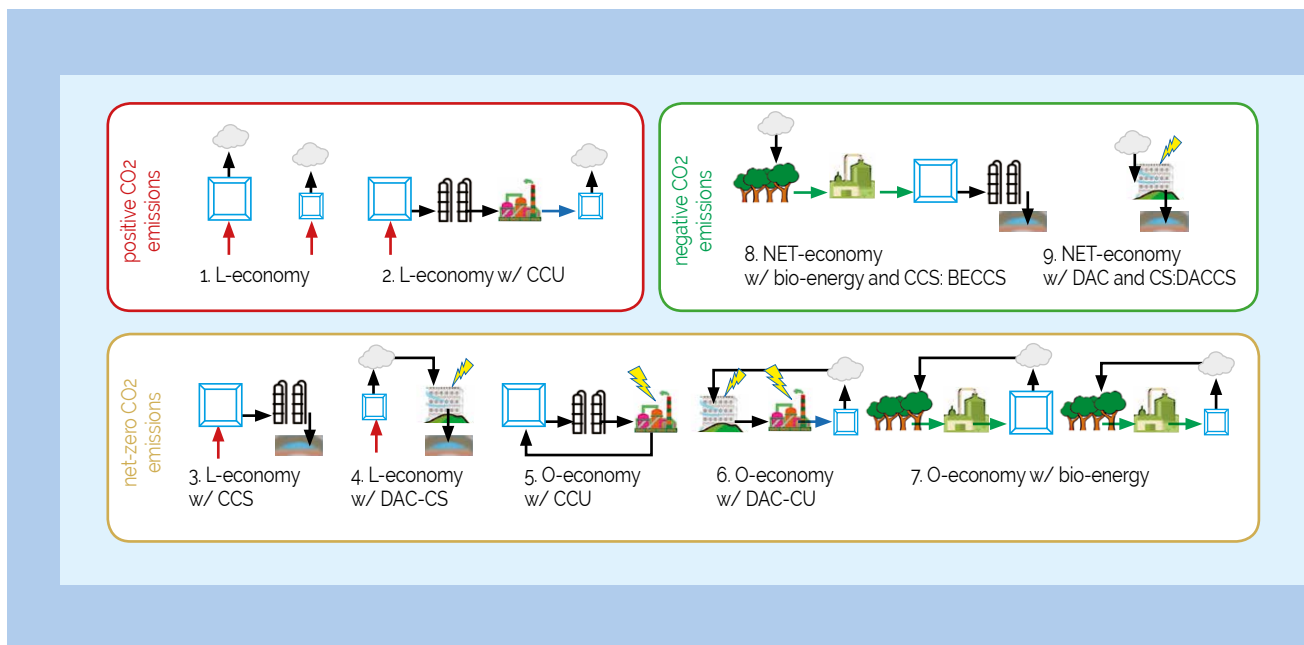 positive CO2
emissions
1. L-economy
2. L-economy w/ CCU
negative CO2
emissions
8. NET-economy
w/ bio-energy and CCS: BECCS
9. NET-economy
w/ DAC and CS:DACCS
net-zero CO2
emissions
3. L-economy
w/ CCS
4. L-economy
w/ DAC-CS
5. O-economy
w/ CCU
6. O-economy
w/ DAC-CU
7. O-economy w/ bio-energy